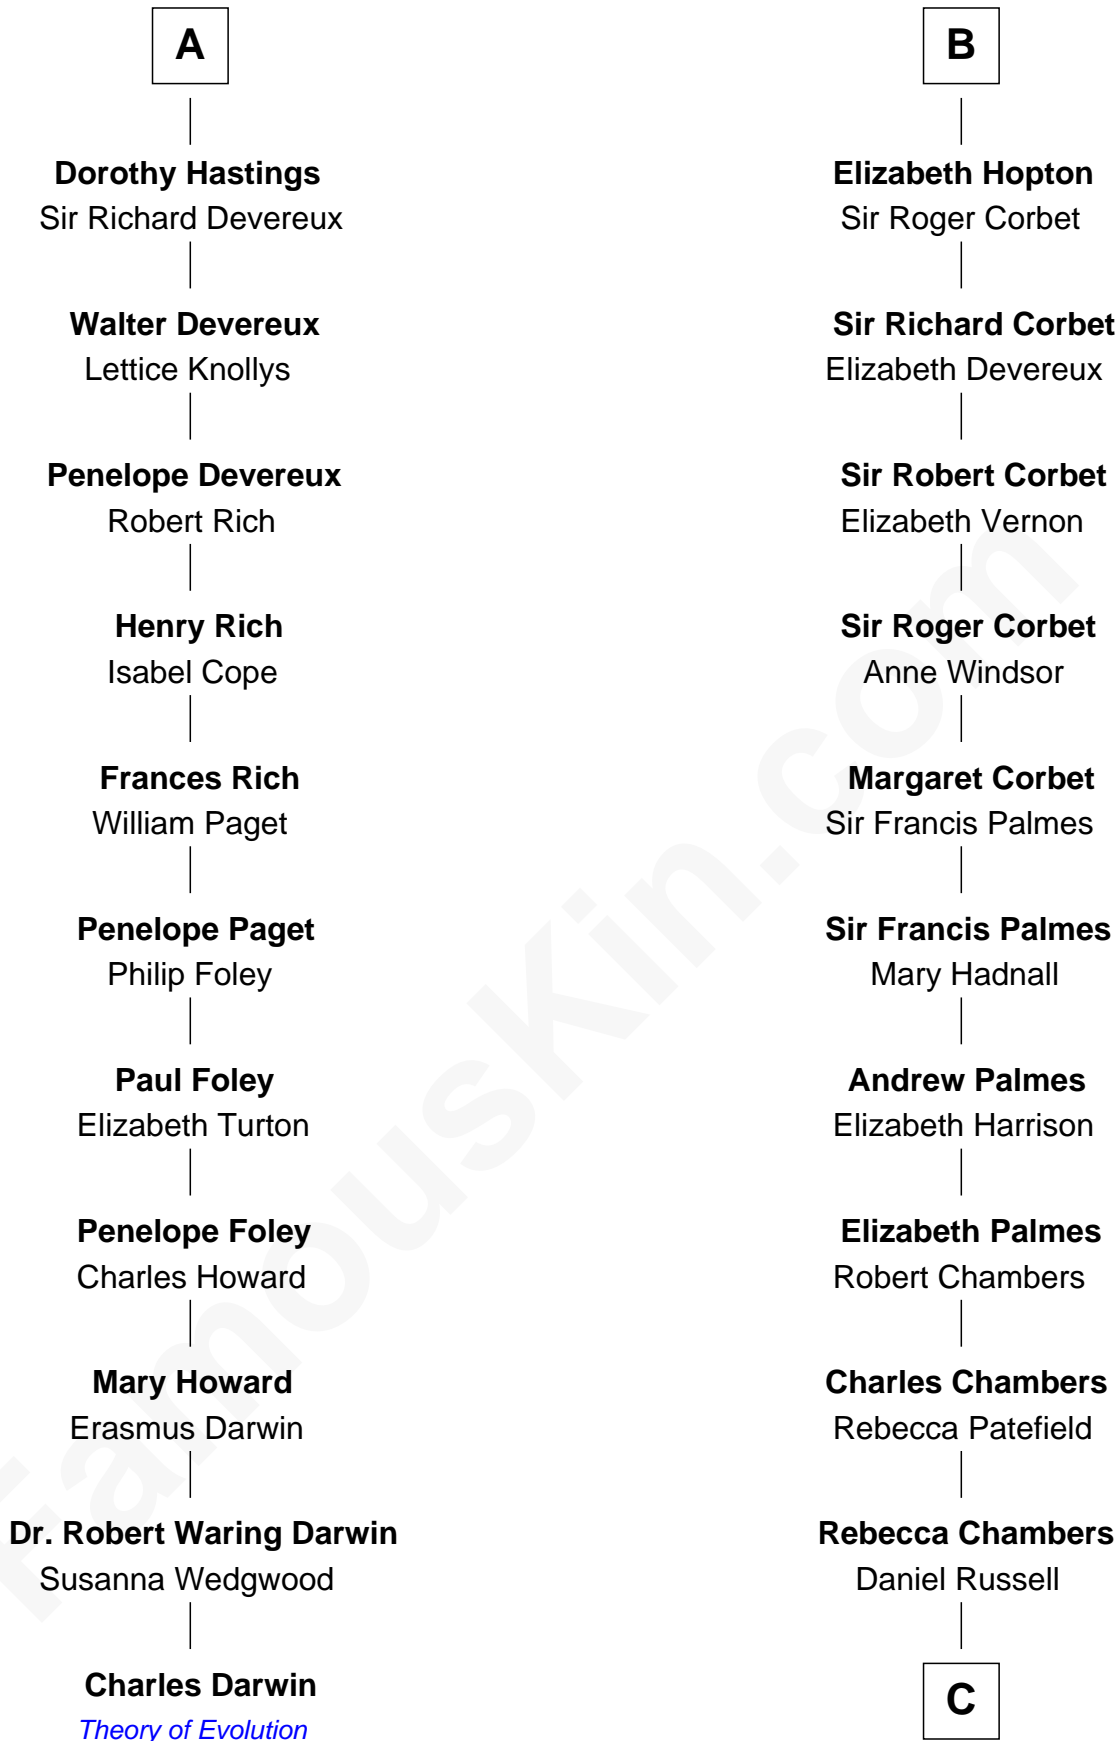 A
Dorothy Hastings
Sir Richard Devereux
Walter Devereux
Lettice Knollys
Penelope Devereux
Robert Rich
Henry Rich
Isabel Cope
Frances Rich
William Paget
Penelope Paget
Philip Foley
Paul Foley
Elizabeth Turton
Penelope Foley
Charles Howard
Mary Howard
Erasmus Darwin
Dr. Robert Waring Darwin
Susanna Wedgwood
Charles Darwin
Theory of Evolution
B
Elizabeth Hopton
Sir Roger Corbet
Sir Richard Corbet
Elizabeth Devereux
Sir Robert Corbet
Elizabeth Vernon
Sir Roger Corbet
Anne Windsor
Margaret Corbet
Sir Francis Palmes
Sir Francis Palmes
Mary Hadnall
Andrew Palmes
Elizabeth Harrison
Elizabeth Palmes
Robert Chambers
Charles Chambers
Rebecca Patefield
Rebecca Chambers
Daniel Russell
C
FamousKin.com